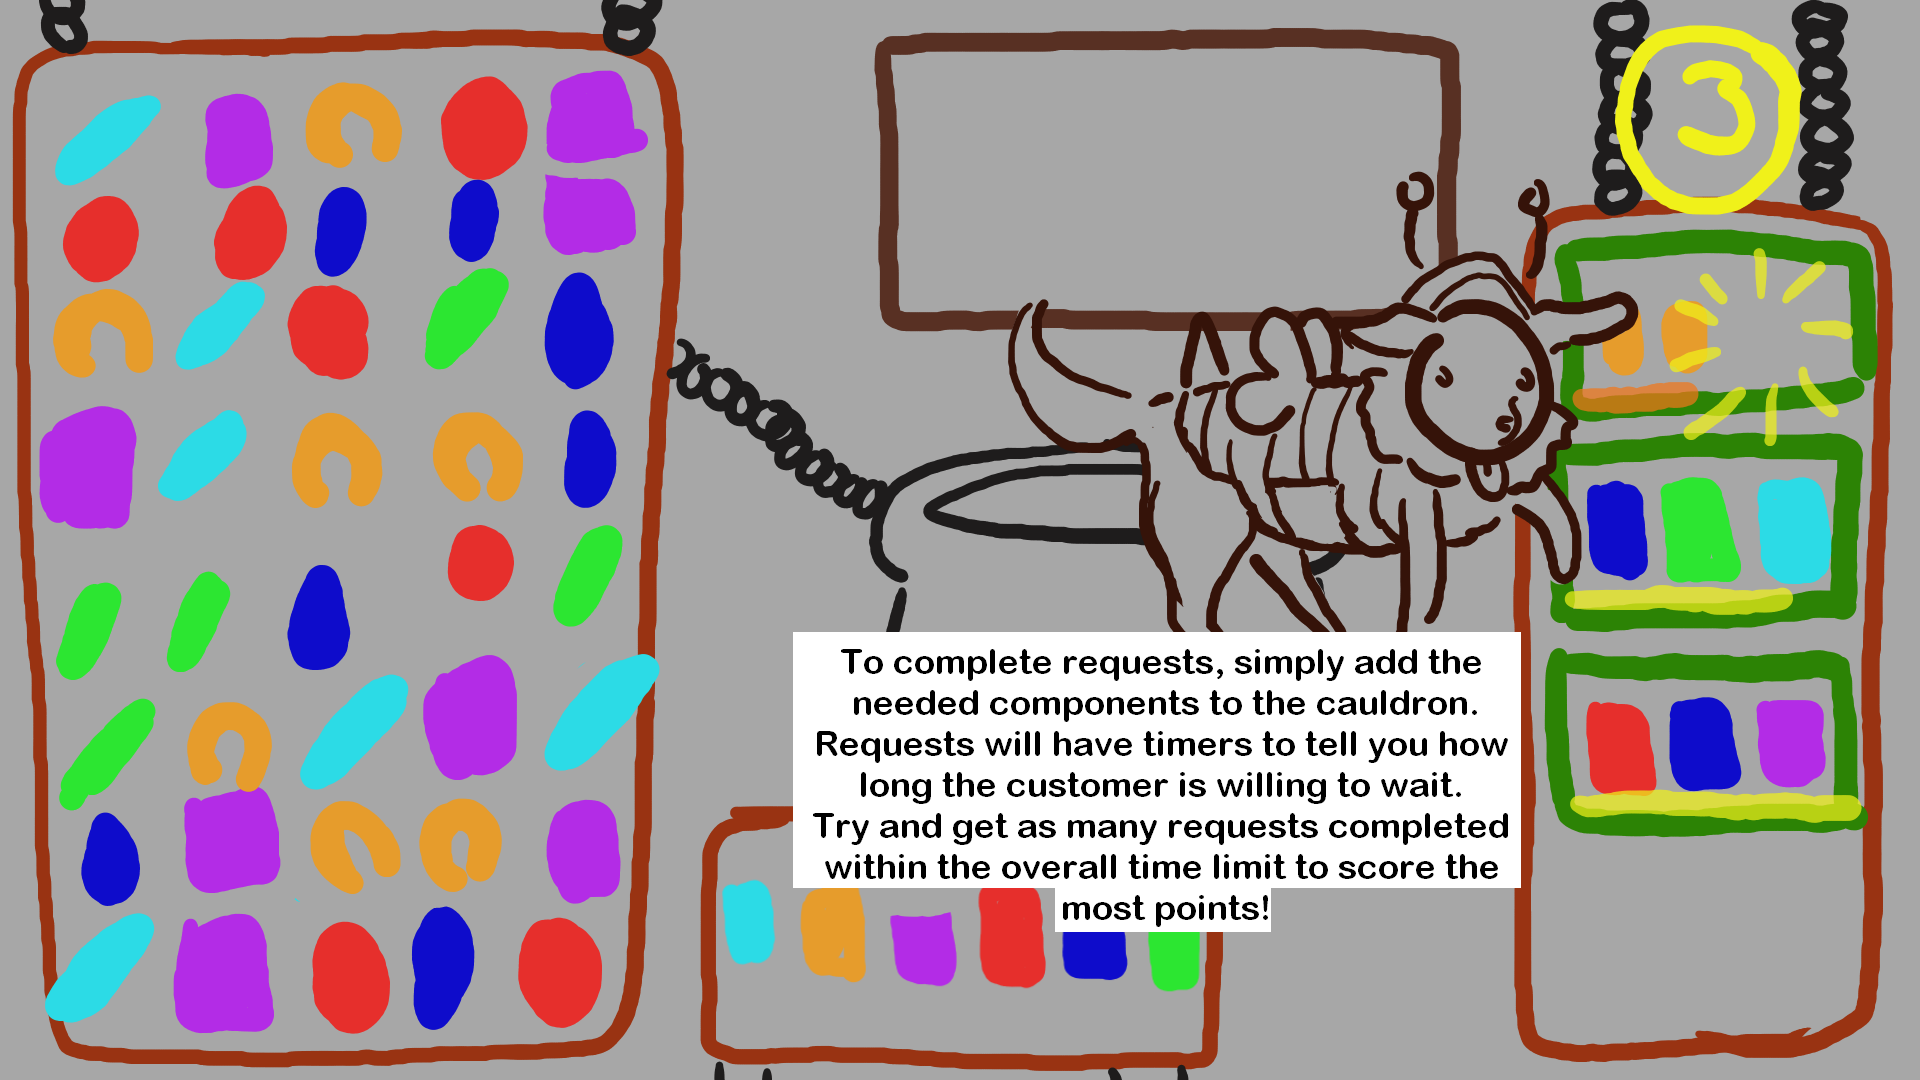 3
To complete requests, simply add the
needed components to the cauldron.
Requests will have timers to tell you how
long the customer is willing to wait.
Try and get as many requests completed
within the overall time limit to score the
most points!